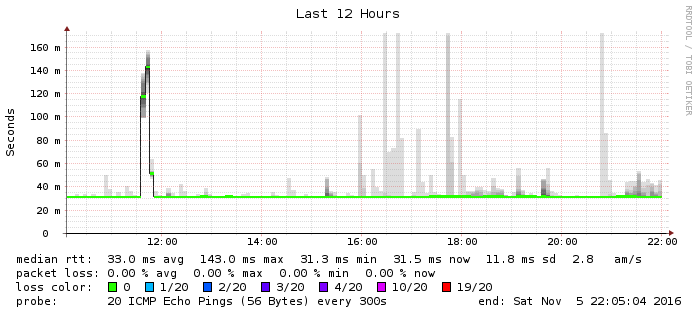 Last 12 Hours
RRDTOOL / TOBI OETIKER
Seconds
160 m
140 m
120 m
100 m
80 m
60 m
40 m
20 m
0
12:00 14:00 16:00 18:00 20:00 22:00
median rtt: 33.0 ms avg 143.0 ms max 31.3 ms min 31.5 ms now 11.8 ms sd 2.8 am/s
packet loss: 0.00 % avg 0.00 % max 0.00 % min 0.00 % now
loss color: 0 1/20 2/20 3/20 4/20 10/20 19/20
probe: 20 ICMP Echo Pings (56 Bytes) every 300s end: Sat Nov 5 22:05:04 2016